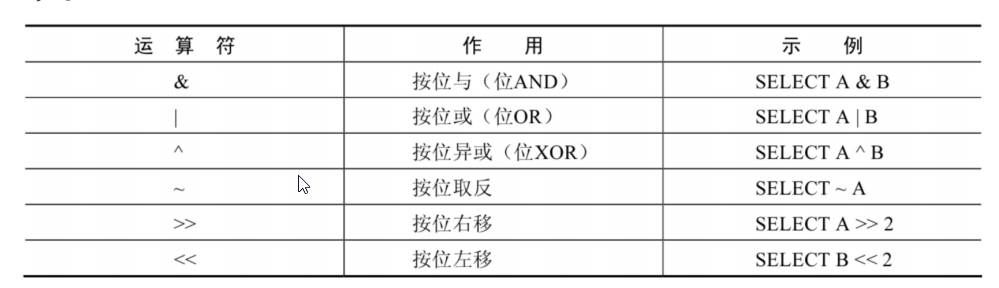 运 算 符 作 用 示 例
& 按位与（位AND） SELECT A & B
| 按位或（位OR） SELECT A | B
^ 按位异或（位XOR） SELECT A ^ B
~ 按位取反 SELECT ~ A
>> 按位右移 SELECT A >> 2
<< 按位左移 SELECT B << 2